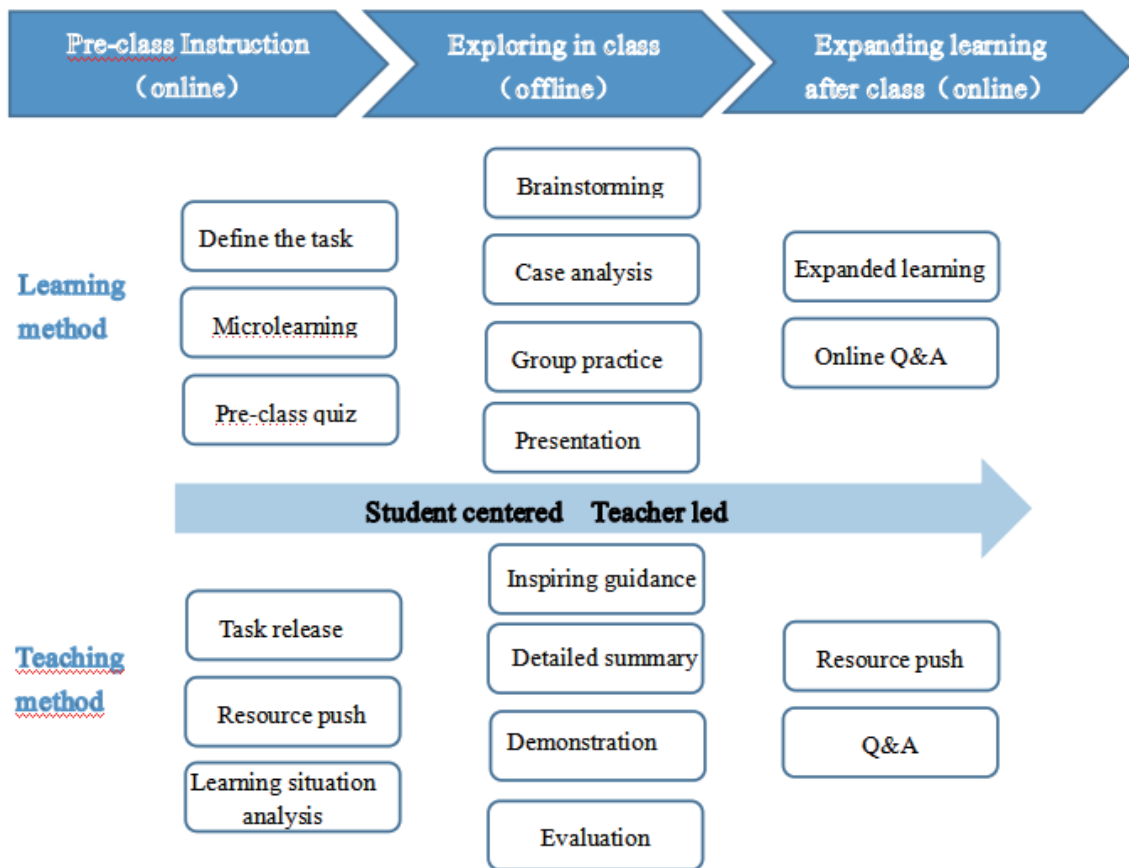 Pre-class Instruction
（online）
Exploring in class
（offline）
Expanding learning
after class（online）
Learning
method
Define the task
Microlearning
Pre-class quiz
Brainstorming
Case analysis
Group practice
Presentation
Expanded learning
Online Q&A
Student centered Teacher led
Teaching
method
Task release
Resource push
Learning situation
analysis
Inspiring guidance
Detailed summary
Demonstration
Evaluation
Resource push
Q&A